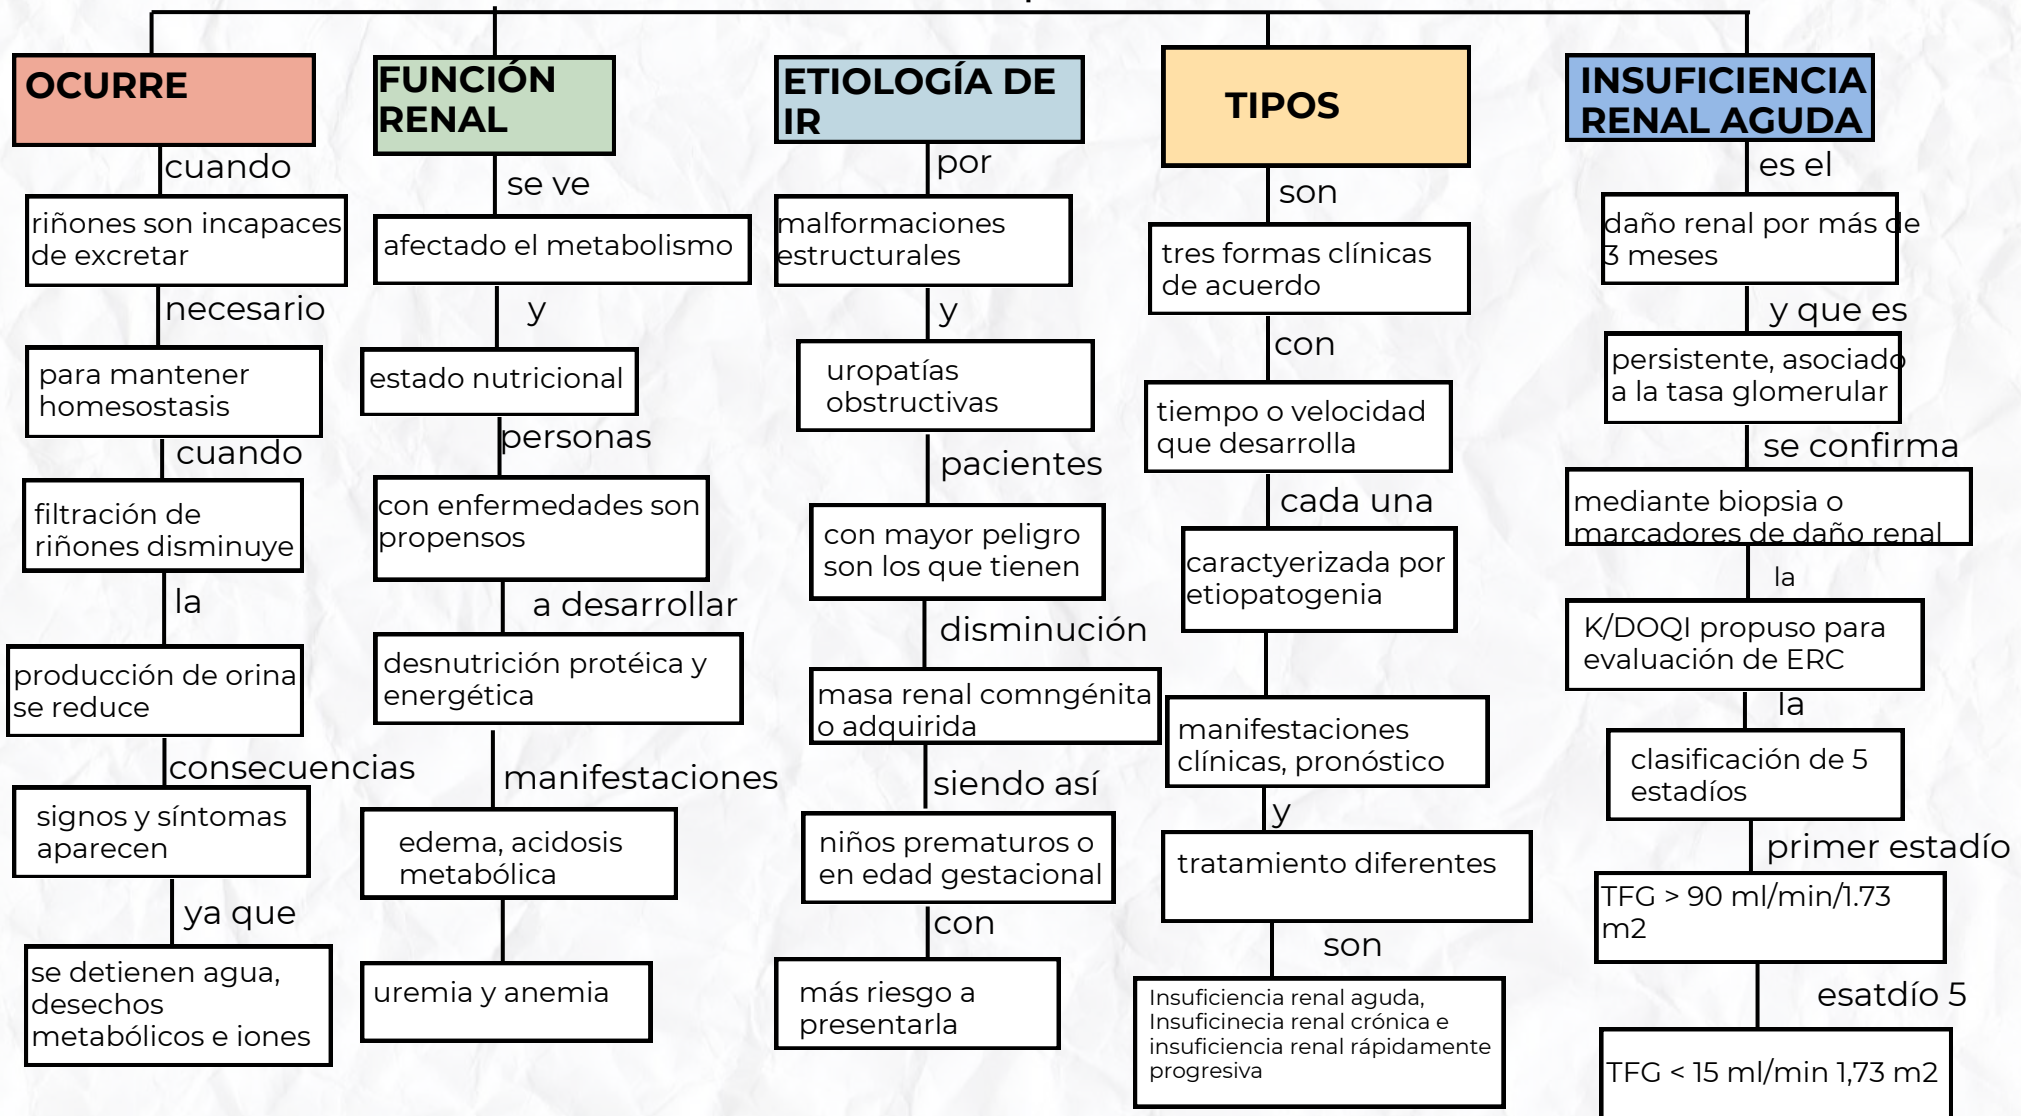 OCURRE
cuando
riñones son incapaces
de excretar
necesario
para mantener
homesostasis
cuando
filtración de
riñones disminuye
la
producción de orina
se reduce
consecuencias
signos y síntomas
aparecen
ya que
se detienen agua,
desechos
metabólicos e iones
FUNCIÓN
RENAL
se ve
afectado el metabolismo
y
estado nutricional
personas
con enfermedades son
propensos
a desarrollar
desnutrición protéica y
energética
manifestaciones
edema, acidosis
metabólica
uremia y anemia
ETIOLOGÍA DE
IR
por
malformaciones
estructurales
y
uropatías
obstructivas
pacientes
con mayor peligro
son los que tienen
disminución
masa renal comngénita
o adquirida
siendo así
niños prematuros o
en edad gestacional
con
más riesgo a
presentarla
TIPOS
son
tres formas clínicas
de acuerdo
con
tiempo o velocidad
que desarrolla
cada una
caractyerizada por
etiopatogenia
manifestaciones
clínicas, pronóstico
y
tratamiento diferentes
son
Insuficiencia renal aguda,
Insuficinecia renal crónica e
insuficiencia renal rápidamente
progresiva
INSUFICIENCIA
RENAL AGUDA
es el
daño renal por más de
3 meses
y que es
persistente, asociado
a la tasa glomerular
se confirma
mediante biopsia o
marcadores de daño renal
la
K/DOQI propuso para
evaluación de ERC
la
clasificación de 5
estadíos
primer estadío
TFG > 90 ml/min/1.73
m2
esatdío 5
TFG < 15 ml/min 1,73 m2